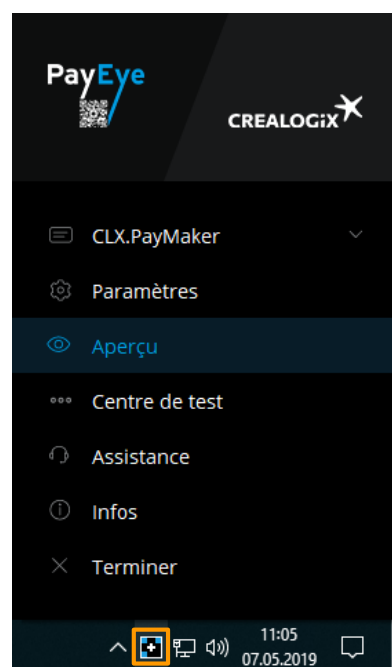 PayEye
CREALOGiX
CLX.PayMaker
Paramètres
Aperçu
Centre de test
Assistance
Infos
Terminer
11:05
07.05.2019